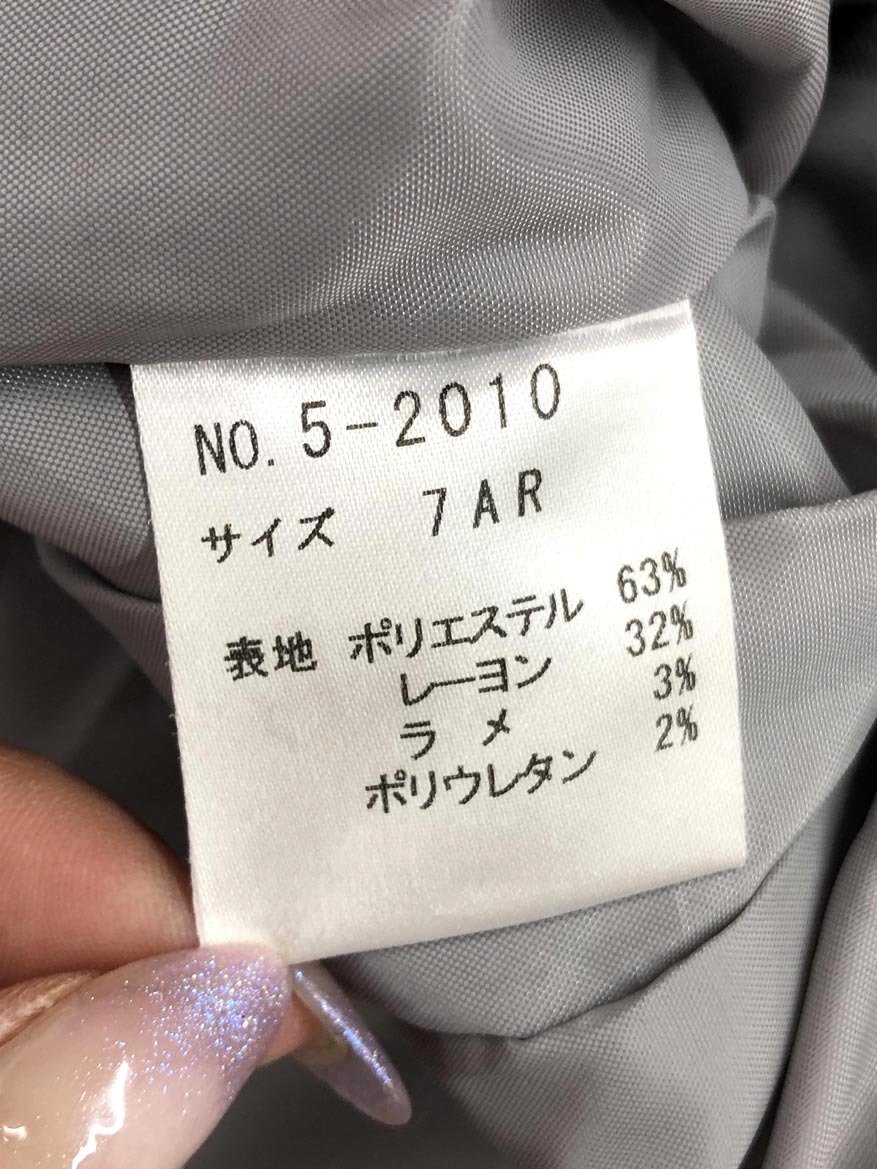 NO. 5-2010
サイズ 7AR
表地 ポリエステル 63%
レーヨン 32%
ラメ 3%
ポリウレタン 2%